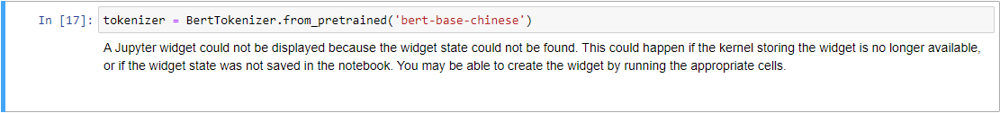 In [17]: tokenizer = BertTokenizer.from_pretrained('bert-base-chinese')
A Jupyter widget could not be displayed because the widget state could not be found. This could happen if the kernel storing the widget is no longer available,
or if the widget state was not saved in the notebook. You may be able to create the widget by running the appropriate cells.